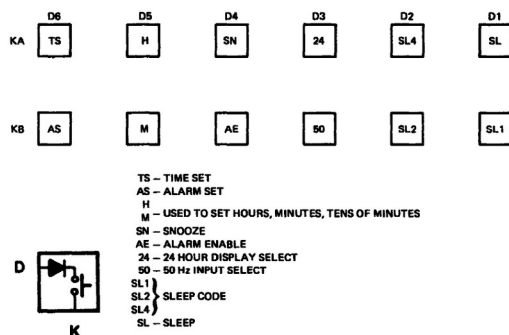 D6 D5 D4 D3 D2 D1
KA TS H SN 24 SL4 SL
KB AS M AE 50 SL2 SL1
TS – TIME SET
AS – ALARM SET
H
M – USED TO SET HOURS, MINUTES, TENS OF MINUTES
SN – SNOOZE
AE – ALARM ENABLE
24 – 24 HOUR DISPLAY SELECT
50 – 50 Hz INPUT SELECT
SL1
SL2 SLEEP CODE
SL4
SL – SLEEP
D
K